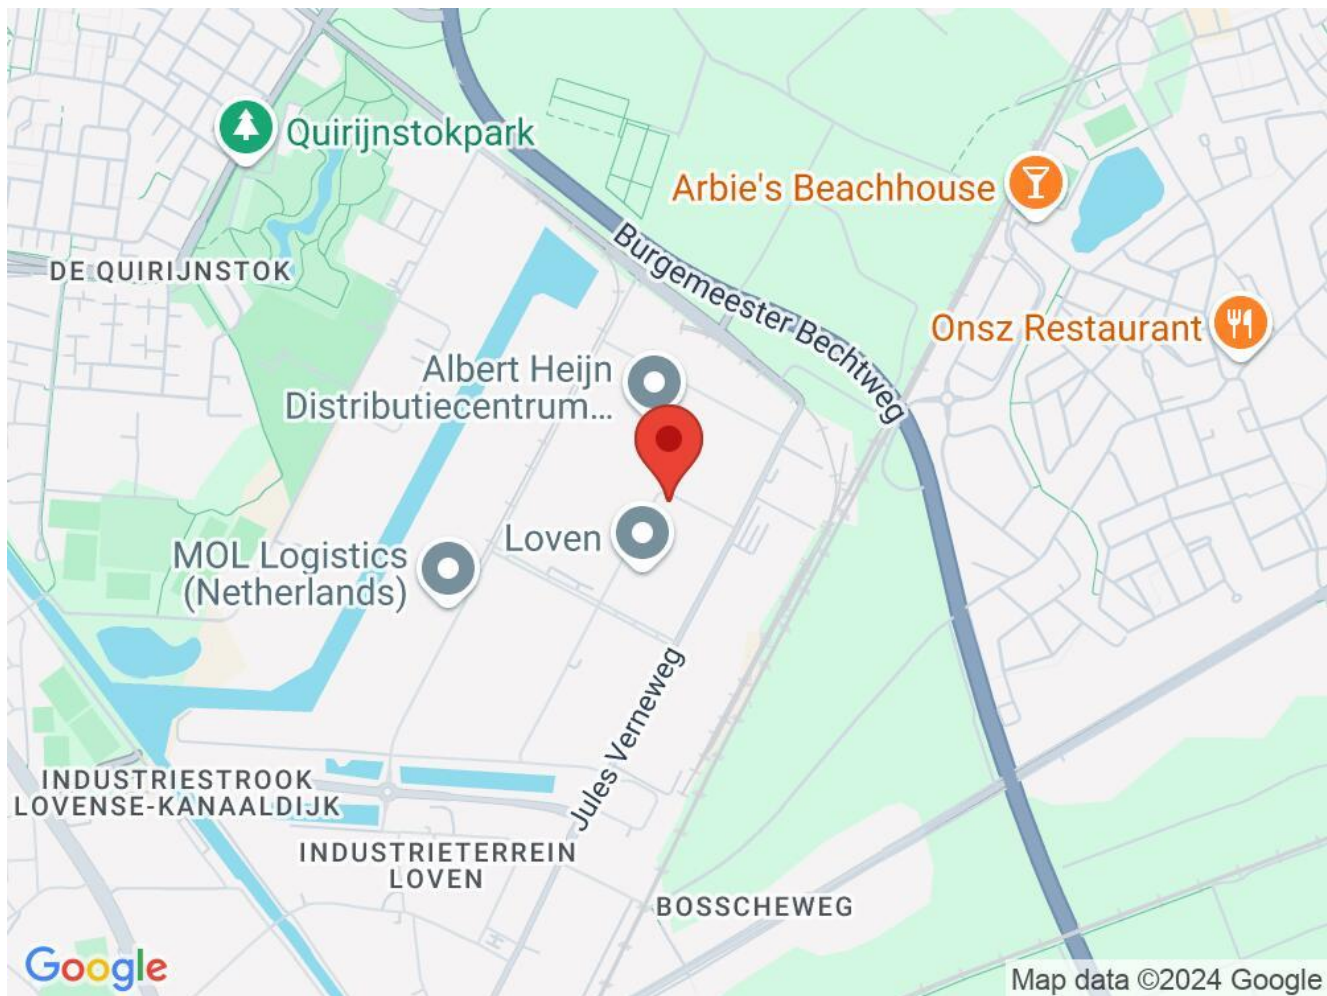 Quirijnstokpark
Arbie's Beachhouse
DE QUIRIJNSTOK
Burgemeester Bechtweg
Onsz Restaurant
Albert Heijn
Distributiecentrum...
Loven
MOL Logistics
(Netherlands)
Jules Verneweg
INDUSTRIESTROOK
LOVENSE-KANAALDIJK
INDUSTRIETERREIN
LOVEN
BOSSCHEWEG
Google
Map data ©2024 Google